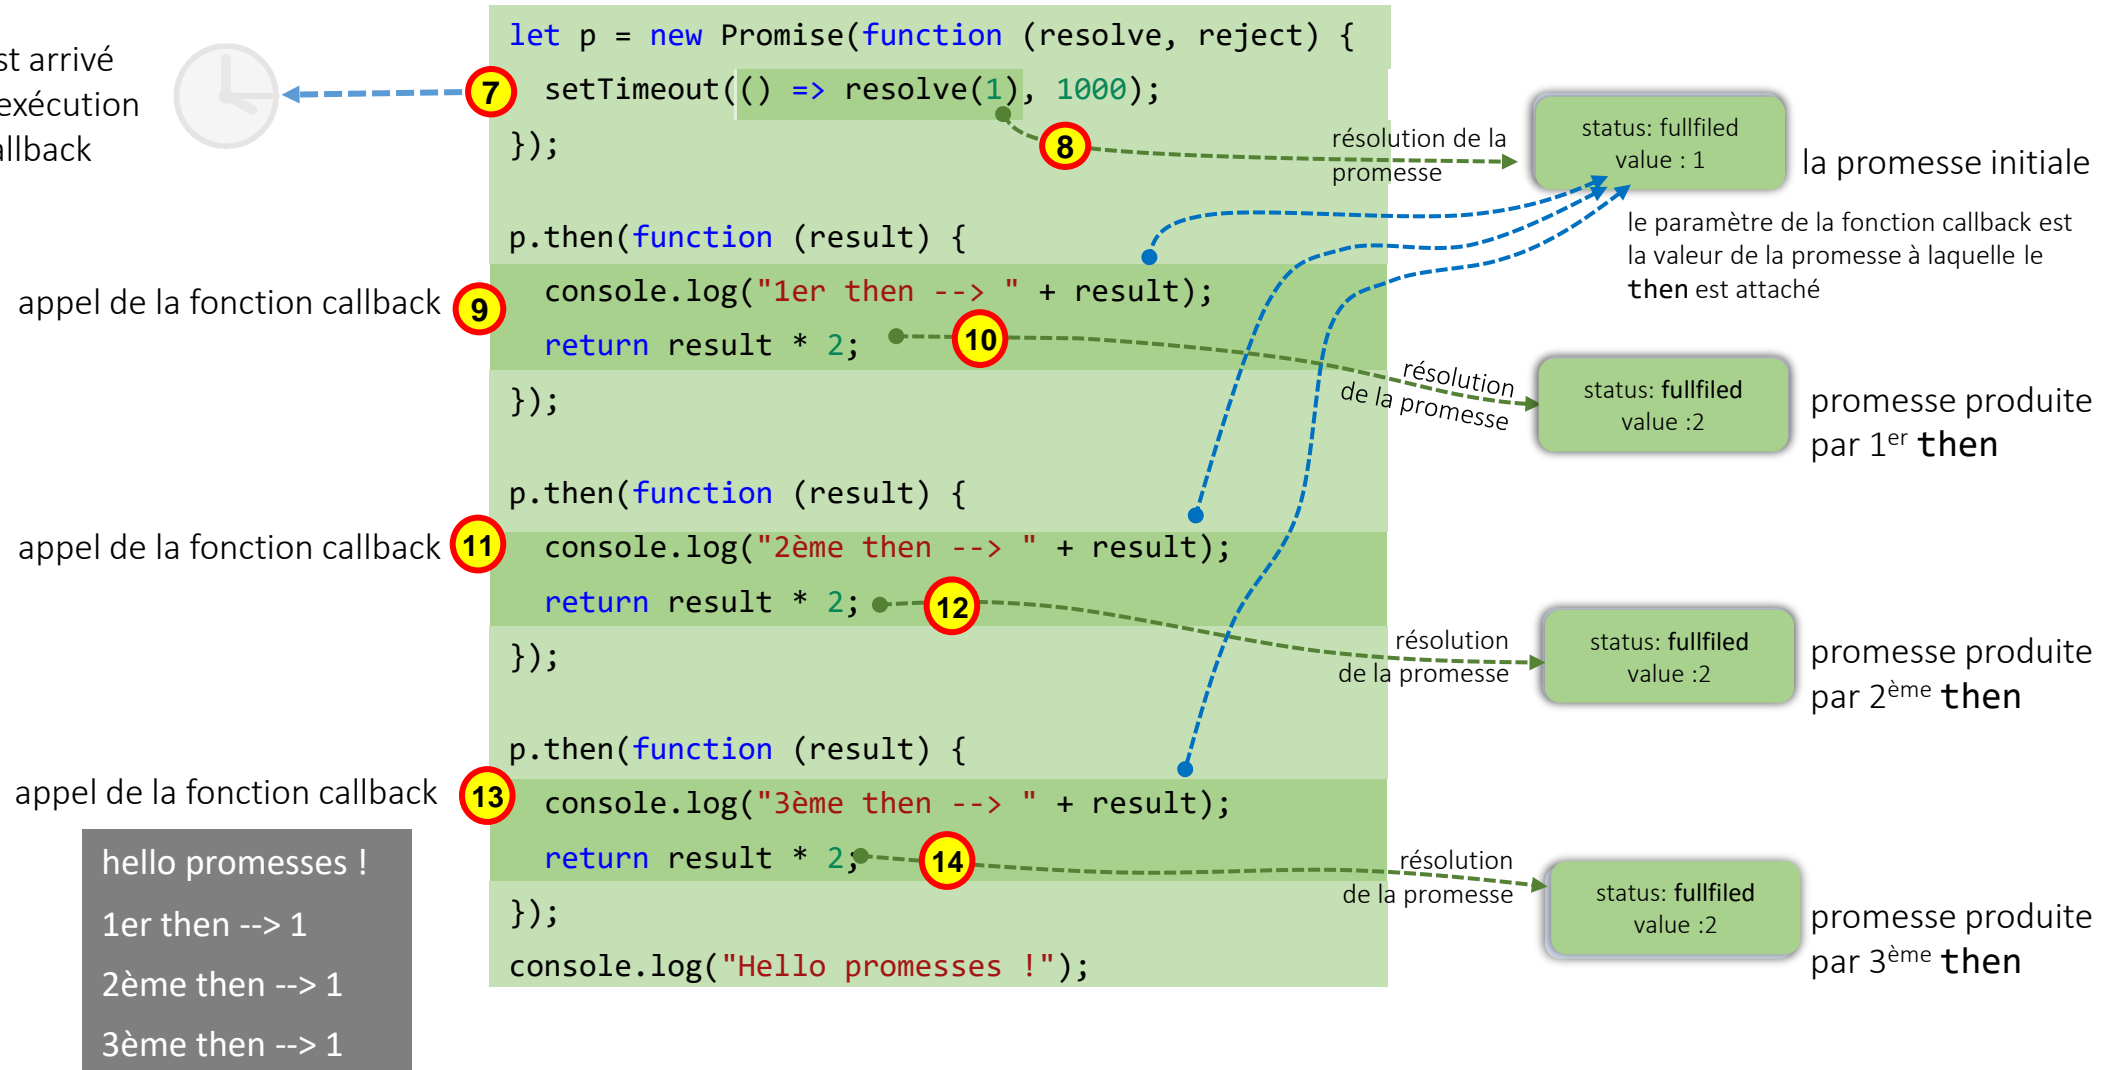 let p = new Promise(function (resolve, reject) {
st arrivé
7
setTimeout(() => resolve(1), 1000);
exécution
allback
});
8
résolution de la
promesse
status: fullfiled
value : 1
la promesse initiale
le paramètre de la fonction callback est
la valeur de la promesse à laquelle le
then est attaché
p.then(function (result) {
appel de la fonction callback
9
console.log("1er then --> " + result);
return result * 2;
10
résolution
de la promesse
status: fullfiled
value :2
promesse produite
par 1er then
});
p.then(function (result) {
appel de la fonction callback
11
console.log("2ème then --> " + result);
return result * 2;
12
résolution
de la promesse
status: fullfiled
value :2
promesse produite
par 2ème then
});
p.then(function (result) {
appel de la fonction callback
13
console.log("3ème then --> " + result);
return result * 2;
14
résolution
de la promesse
status: fullfiled
value :2
promesse produite
par 3ème then
});
console.log("Hello promesses !");
hello promesses !
1er then --> 1
2ème then --> 1
3ème then --> 1